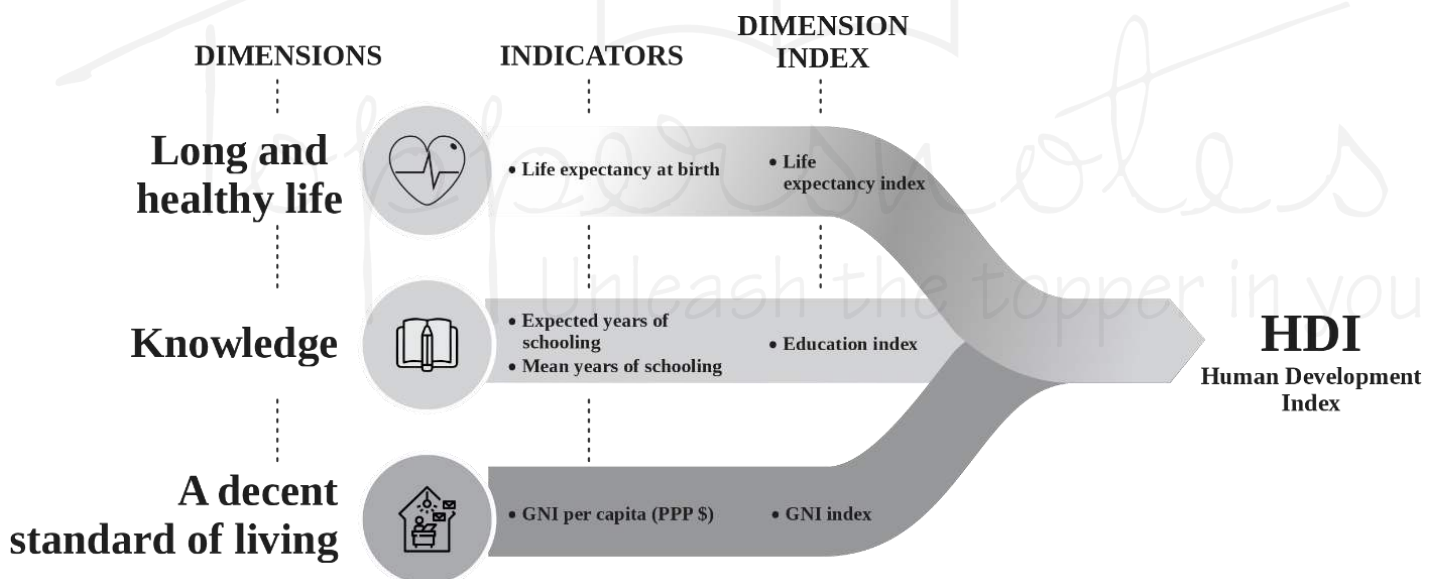 DIMENSIONS
INDICATORS
DIMENSION
INDEX
Long and
healthy life
• Life expectancy at birth
• Life
expectancy index
Knowledge
• Expected years of
schooling
• Mean years of schooling
• Education index
A decent
standard of living
• GNI per capita (PPP $)
• GNI index
HDI
Human Development
Index
Toppersnotes
Unleash the topper in you